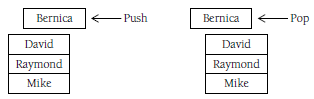 Bernica Push
David
Raymond
Mike
Bernica Pop
David
Raymond
Mike